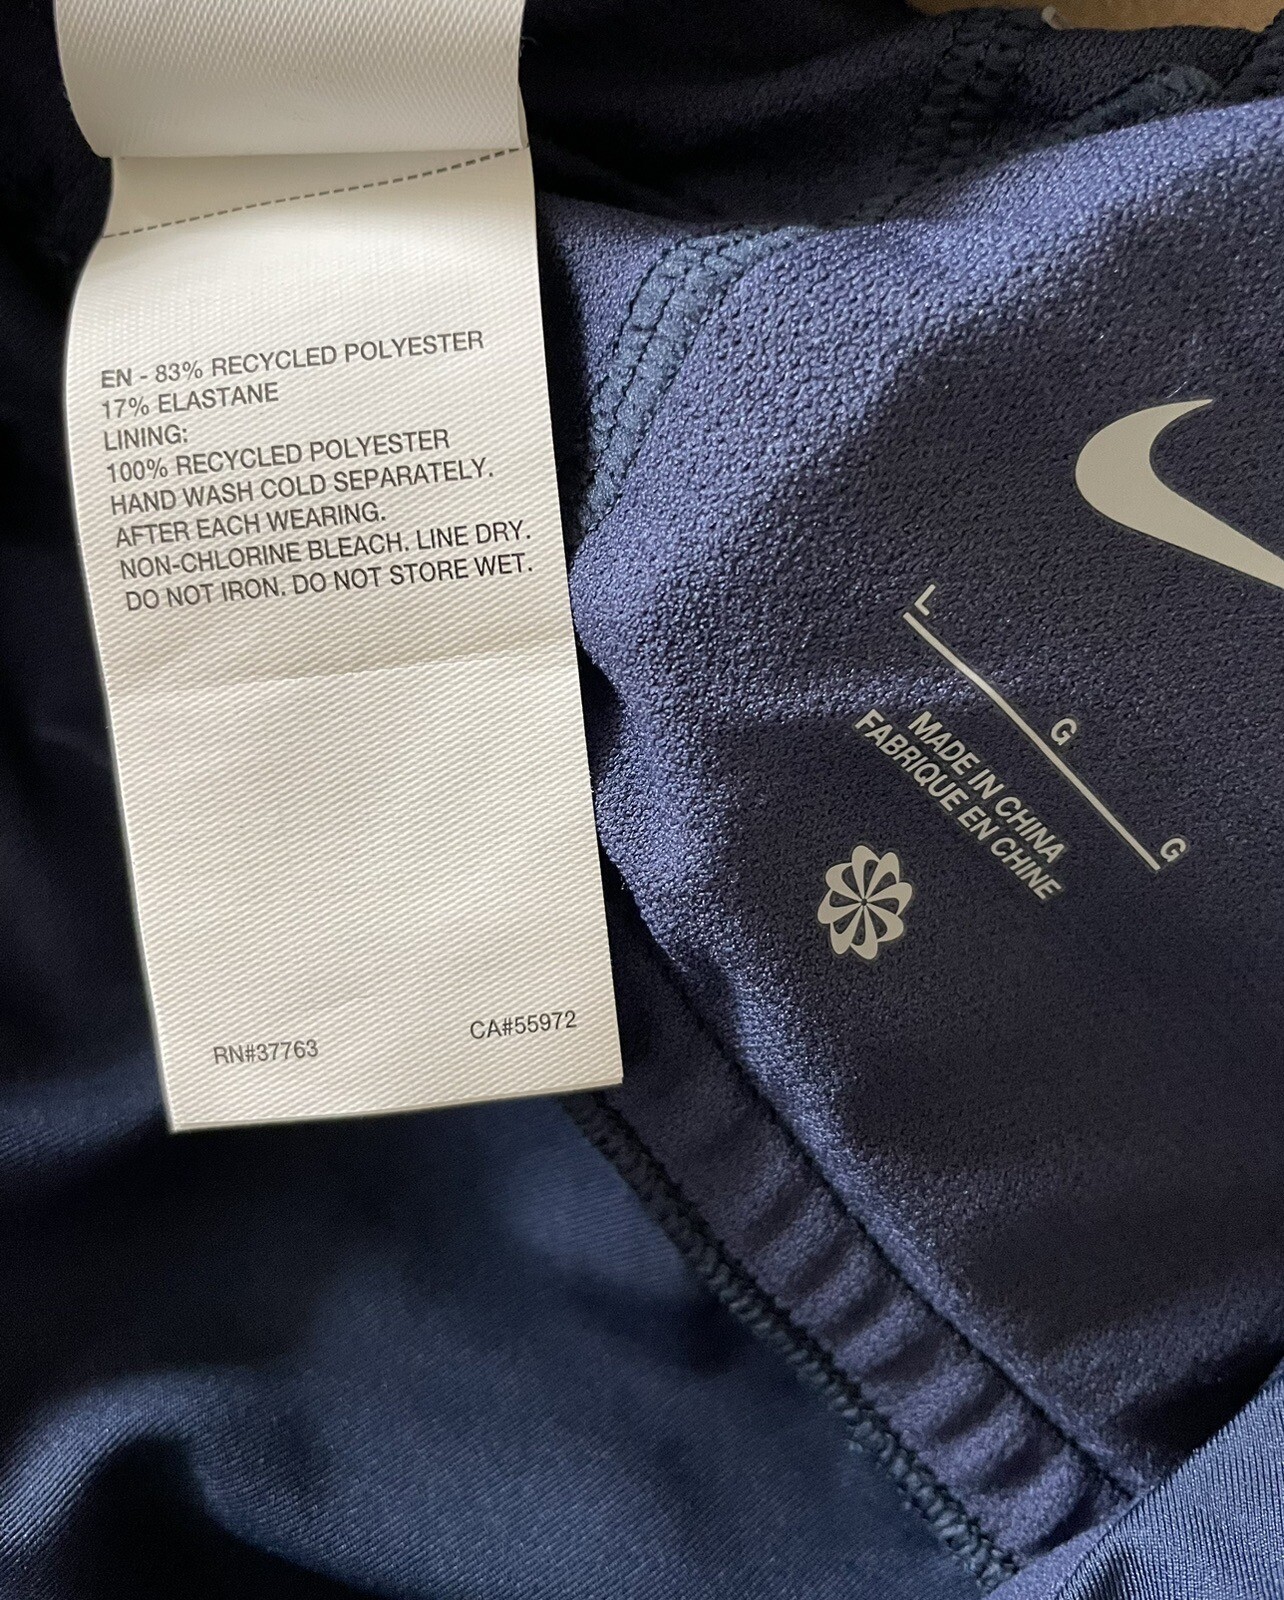 EN - 83% RECYCLED POLYESTER
17% ELASTANE
LINING:
100% RECYCLED POLYESTER
HAND WASH COLD SEPARATELY.
AFTER EACH WEARING.
NON-CHLORINE BLEACH. LINE DRY.
DO NOT IRON. DO NOT STORE WET.
RN#37763 CA#55972
L G G
MADE IN CHINA
FABRIQUE EN CHINE